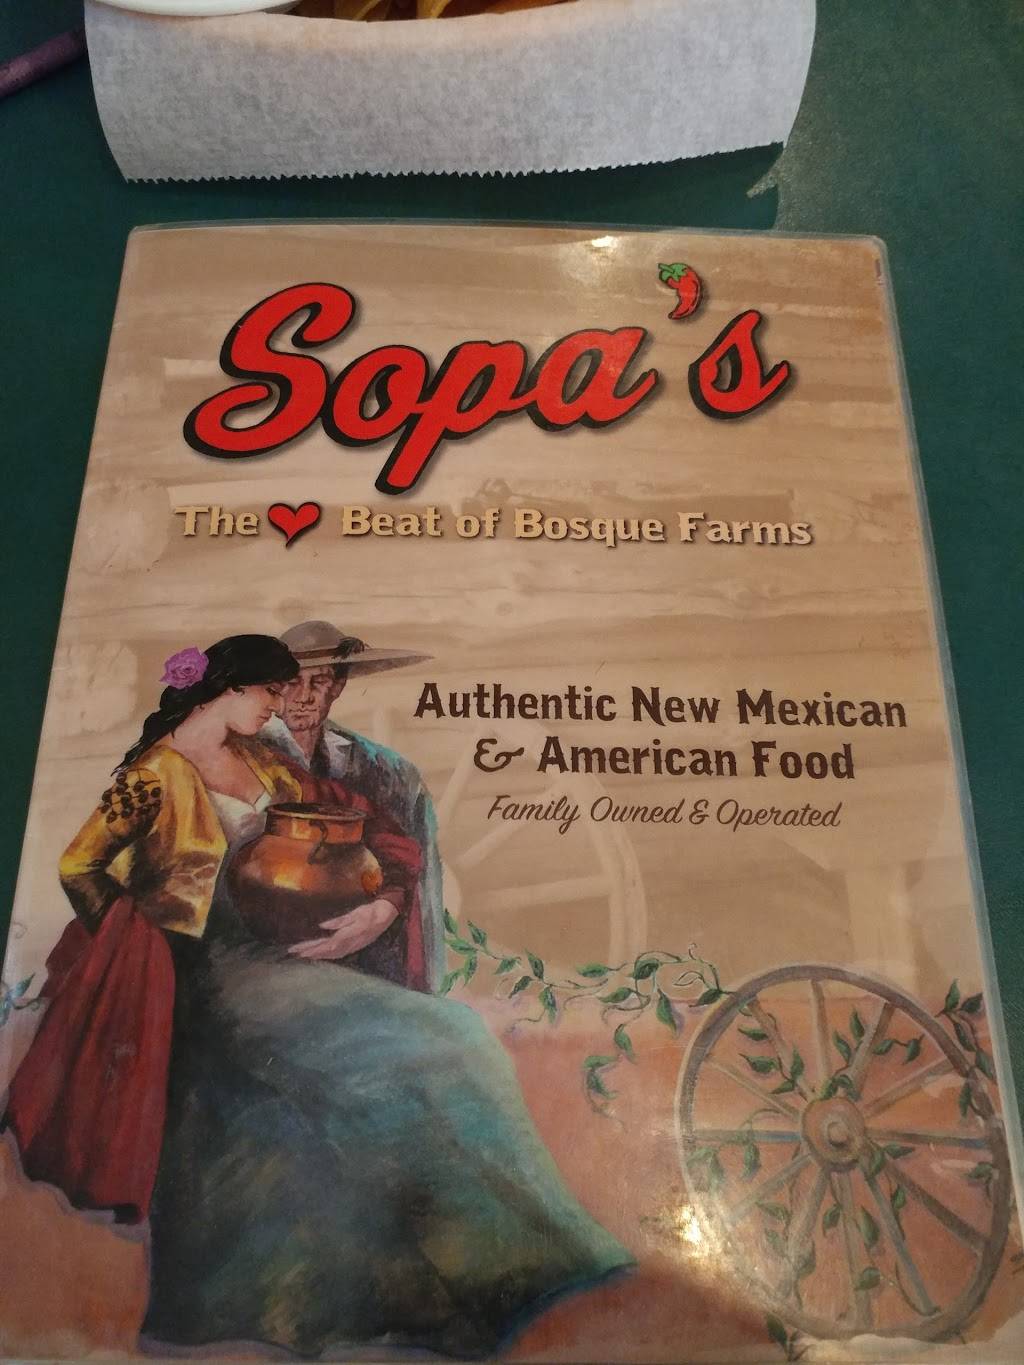 Sopa's
The ❤ Beat of Bosque Farms
Authentic New Mexican
& American Food
Family Owned & Operated